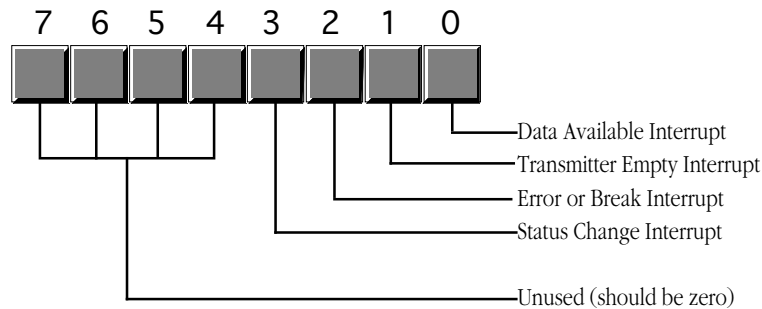 7 6 5 4 3 2 1 0
Data Available Interrupt
Transmitter Empty Interrupt
Error or Break Interrupt
Status Change Interrupt
Unused (should be zero)